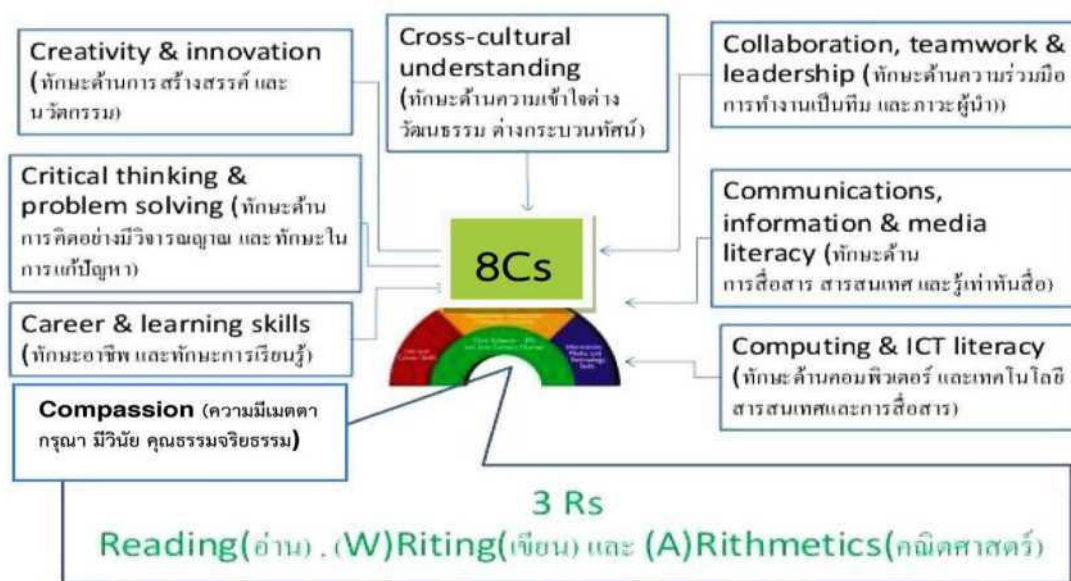 Creativity & innovation
(ทักษะด้านการสร้างสรรค์ และ
นวัตกรรม)
Cross-cultural
understanding
(ทักษะด้านความเข้าใจต่าง
วัฒนธรรม ต่างกระบวนทัศน์)
Collaboration, teamwork &
leadership (ทักษะด้านความร่วมมือ
การทำงานเป็นทีม และภาวะผู้นำ))
Critical thinking &
problem solving (ทักษะด้าน
การคิดอย่างมีวิจารณญาณ และทักษะใน
การแก้ปัญหา)
8Cs
Communications,
information & media
literacy (ทักษะด้าน
การสื่อสาร สารสนเทศ และรู้เท่าทันสื่อ)
Career & learning skills
(ทักษะอาชีพ และทักษะการเรียนรู้)
Computing & ICT literacy
(ทักษะด้านคอมพิวเตอร์ และเทคโนโลยี
สารสนเทศและการสื่อสาร)
Compassion (ความมีเมตตา
กรุณา มีวินัย คุณธรรมจริยธรรม)
3 Rs
Reading(อ่าน) , (W)Riting(เขียน) และ (A)Rithmetics(คณิตศาสตร์)